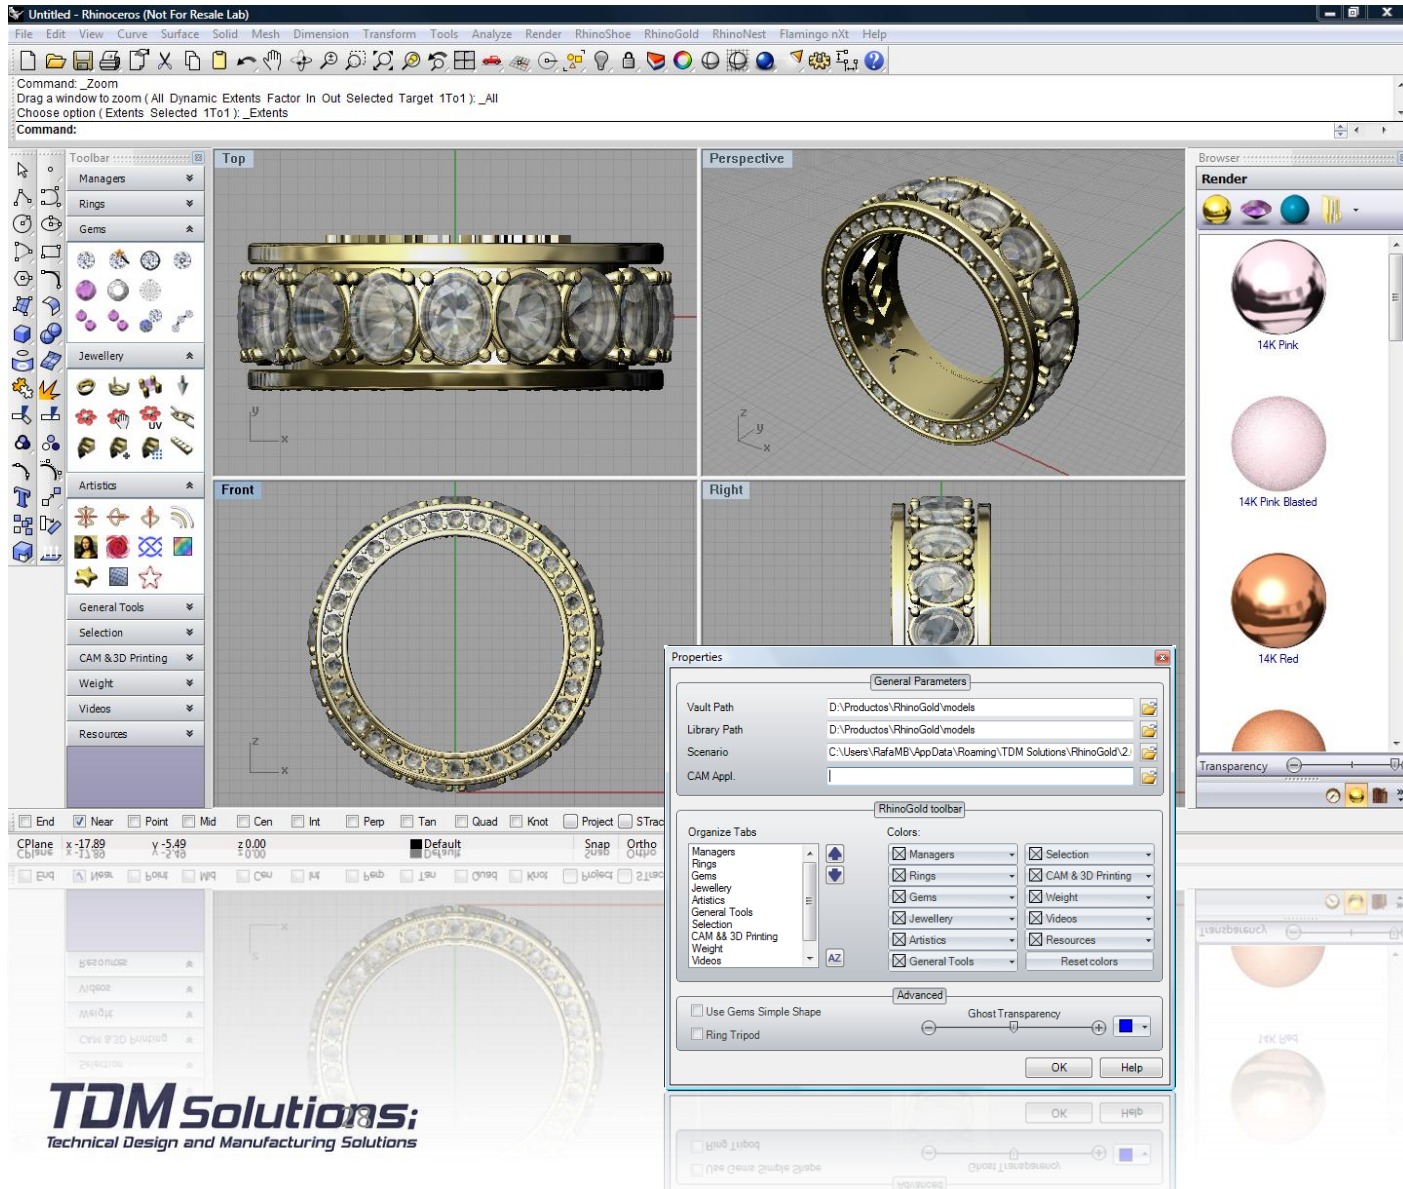 Untitled - Rhinoceros (Not For Resale Lab)
File Edit View Curve Surface Solid Mesh Dimension Transform Tools Analyze Render RhinoShoe RhinoGold RhinoNest Flamingo nXt Help
Command: _Zoom
Drag a window to zoom ( All Dynamic Extents Factor In Out Selected Target 1To1 ): _All
Choose option ( Extents Selected 1To1 ): _Extents
Command:
Toolbar
Managers
Rings
Gems
Jewellery
UV
Artistics
General Tools
Selection
CAM & 3D Printing
Weight
Videos
Resources
Top
y
x
Perspective
z
y
x
Front
z
x
Right
Browser
Render
14K Pink
14K Pink Blasted
14K Red
Transparency
Properties
General Parameters
Vault Path D:\Productos\RhinoGold\models
Library Path D:\Productos\RhinoGold\models
Scenario C:\Users\RafaMB\AppData\Roaming\TDM Solutions\RhinoGold\2.
CAM Appl.
RhinoGold toolbar
Organize Tabs
Managers
Rings
Gems
Jewellery
Artistics
General Tools
Selection
CAM && 3D Printing
Weight
Videos
AZ
Colors:
Managers Selection
Rings CAM & 3D Printing
Gems Weight
Jewellery Videos
Artistics Resources
General Tools Reset colors
Advanced
Use Gems Simple Shape
Ring Tripod
Ghost Transparency
OK Help
End Near Point Mid Cen Int Perp Tan Quad Knot Project STrac
CPlane x -17.89 y -5.49 z 0.00 Default Snap Ortho
TDM Solutions;
28
Technical Design and Manufacturing Solutions